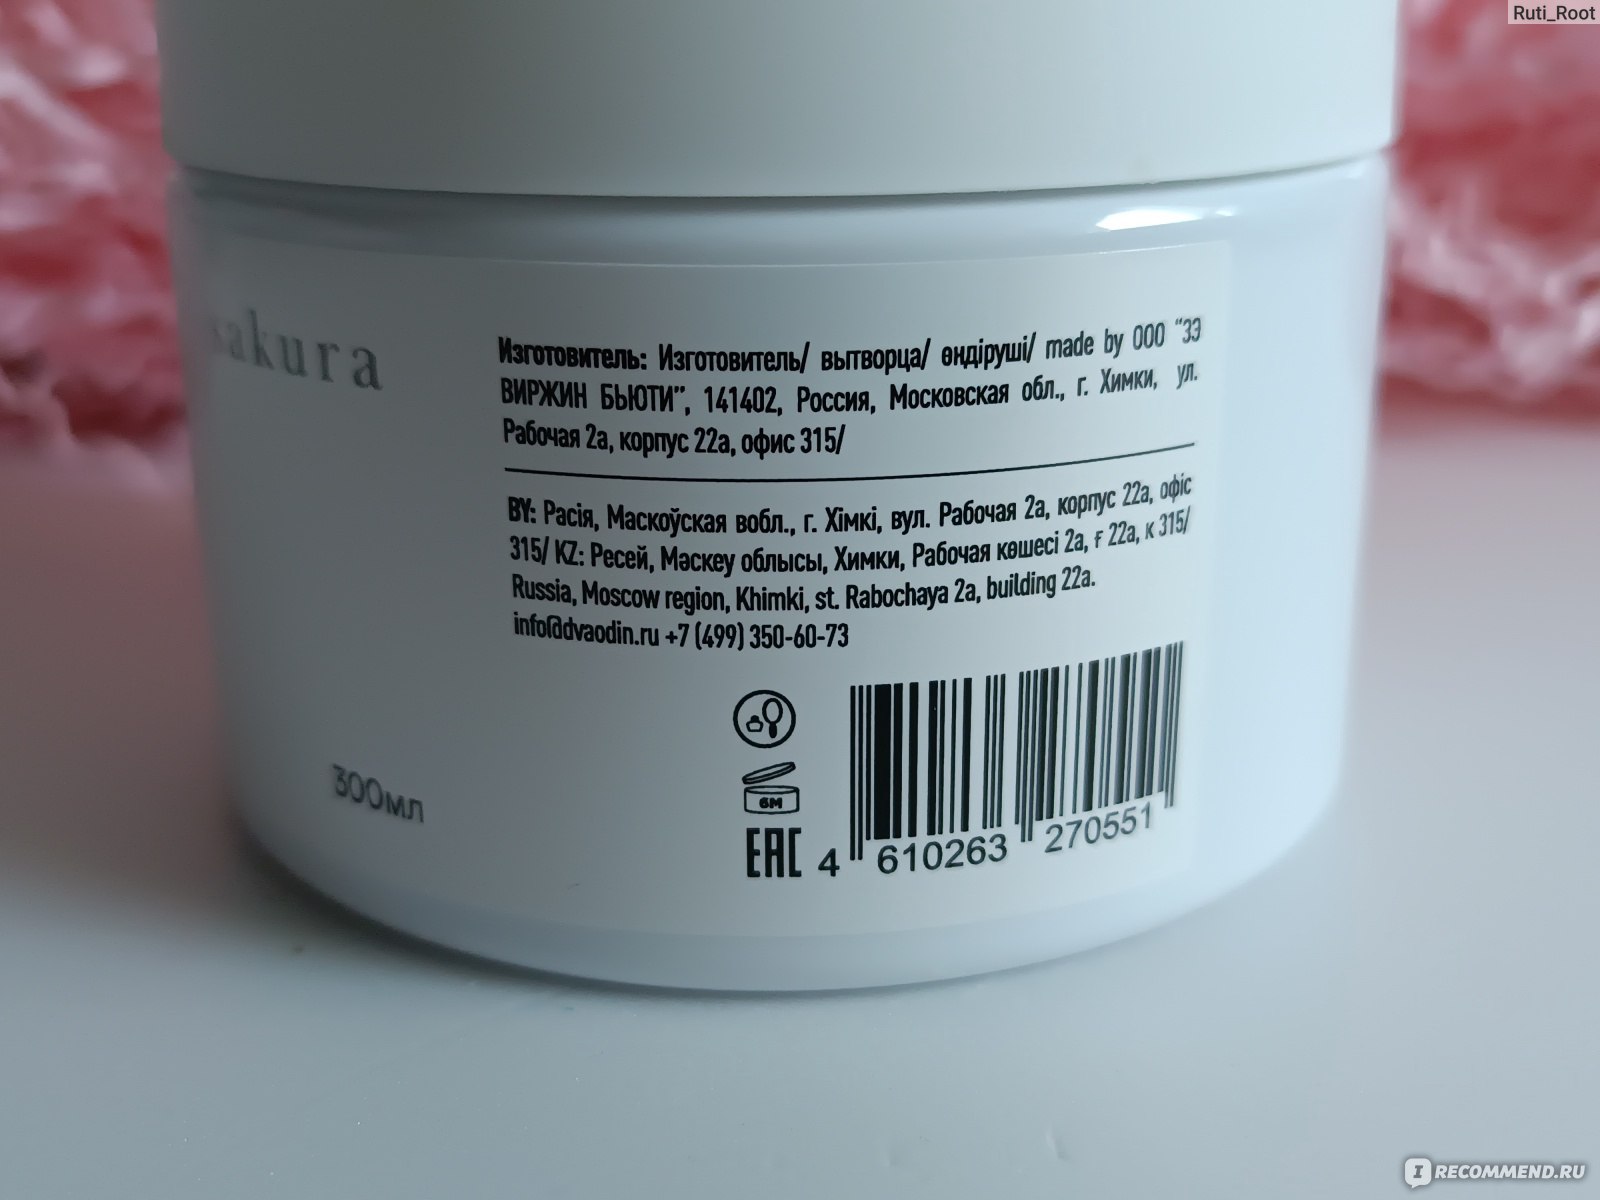 Ruti_Root
sakura
Изготовитель: Изготовитель/ вытворца/ өндіруші/ made by ООО "ЗЭ
ВИРЖИН БЬЮТИ", 141402, Россия, Московская обл., г. Химки, ул.
Рабочая 2а, корпус 22а, офис 315/
BY: Расія, Маскоўская вобл., г. Хімкі, вул. Рабочая 2а, корпус 22а, офіс
315/ KZ: Ресей, Мәскеу облысы, Химки, Рабочая көшесі 2а, ғ 22а, к 315/
Russia, Moscow region, Khimki, st. Rabochaya 2a, building 22a.
info@dvaodin.ru +7 (499) 350-60-73
300мл
6М
EAC
4 610263 270551
IRECOMMEND.RU